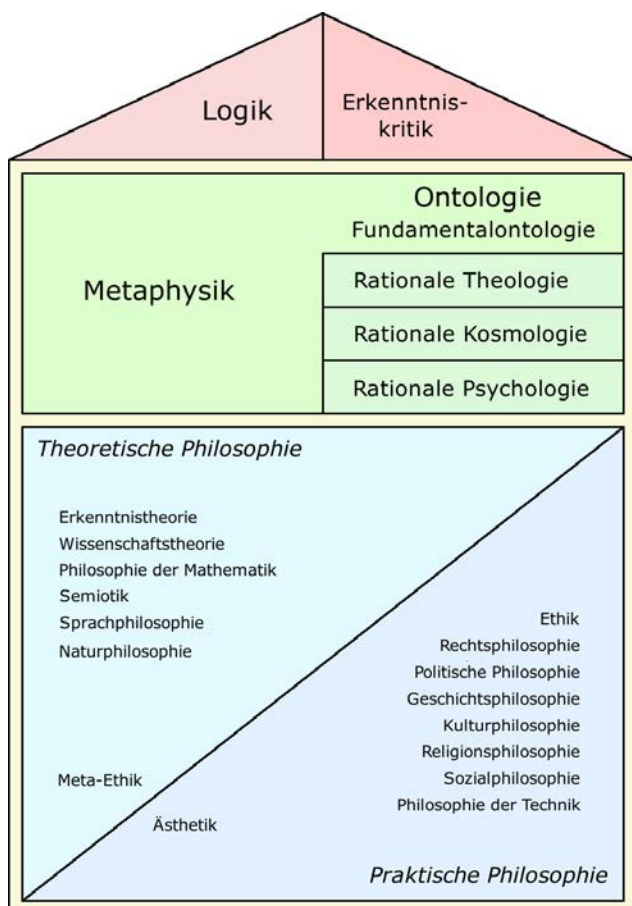 Logik
Erkenntnis-
kritik
Metaphysik
Ontologie
Fundamentalontologie
Rationale Theologie
Rationale Kosmologie
Rationale Psychologie
Theoretische Philosophie
Erkenntnistheorie
Wissenschaftstheorie
Philosophie der Mathematik
Semiotik
Sprachphilosophie
Naturphilosophie
Meta-Ethik
Ästhetik
Ethik
Rechtsphilosophie
Politische Philosophie
Geschichtsphilosophie
Kulturphilosophie
Religionsphilosophie
Sozialphilosophie
Philosophie der Technik
Praktische Philosophie